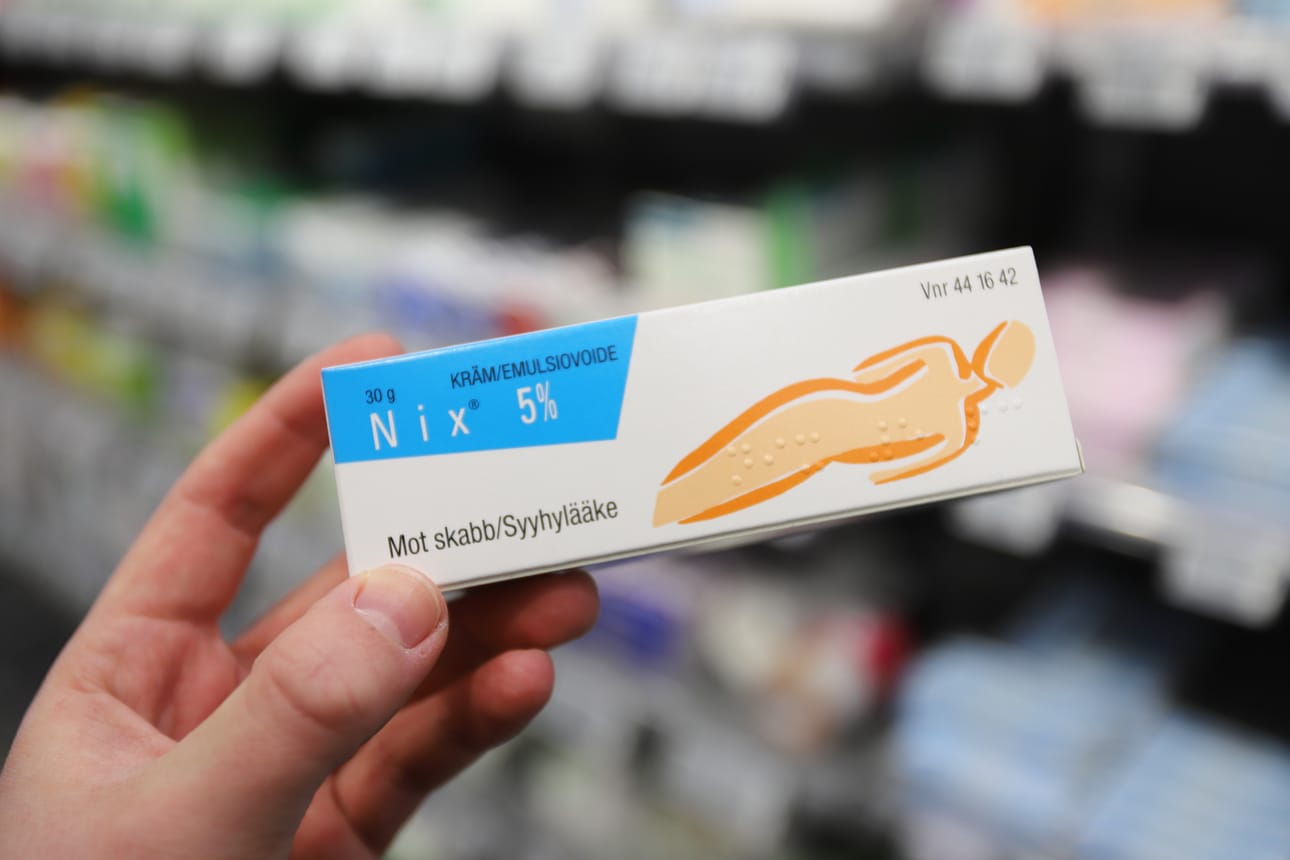 Vnr 44 16 42
30 g KRÄM/EMULSIOVOIDE
Nix® 5%
Mot skabb/Syyhylääke